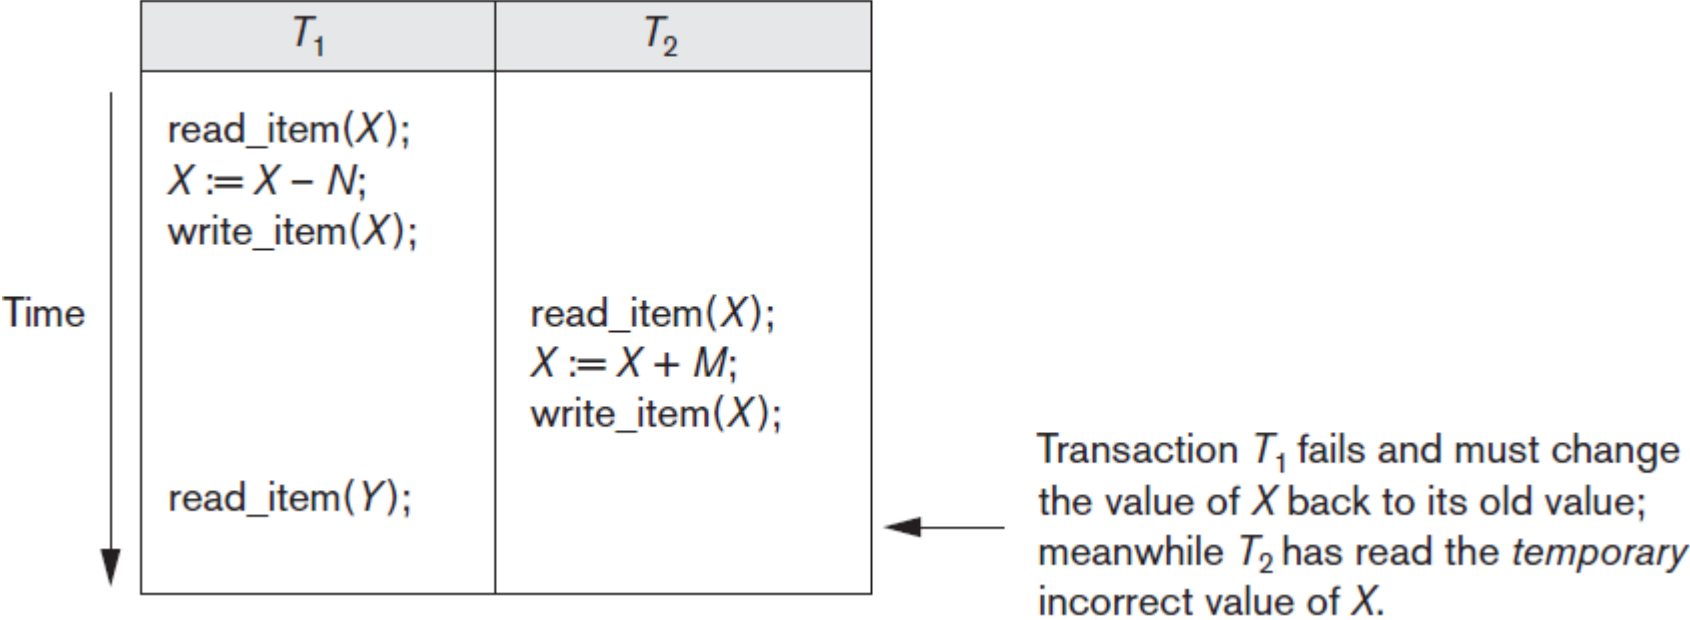 T1 T2
read_item(X);
X := X – N;
write_item(X);
Time
read_item(X);
X := X + M;
write_item(X);
read_item(Y);
Transaction T1 fails and must change
the value of X back to its old value;
meanwhile T2 has read the temporary
incorrect value of X.